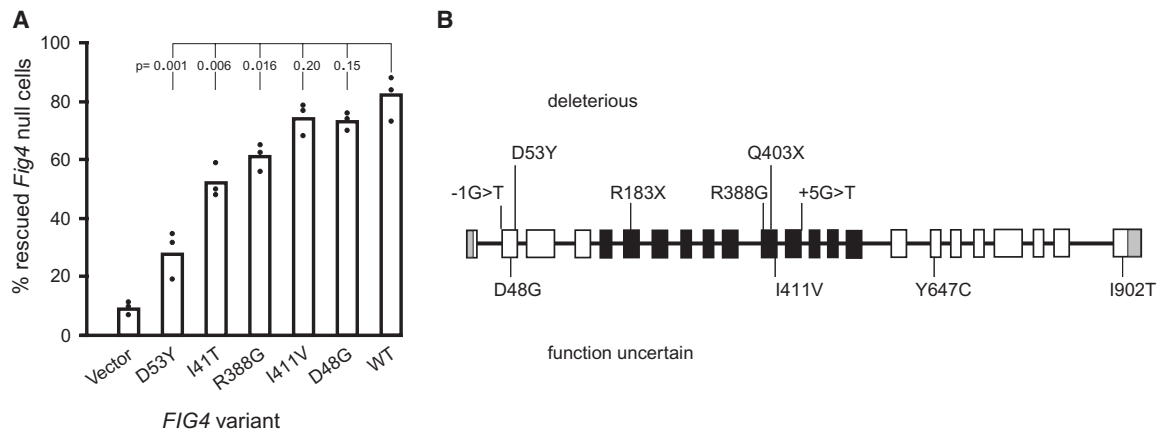 A
% rescued Fig4 null cells
100
80
60
40
20
0
p= 0.001 0.006 0.016 0.20 0.15
Vector D53Y I41T R388G I411V D48G WT
FIG4 variant
B
deleterious
D53Y Q403X
-1G>T R183X R388G +5G>T
D48G I411V Y647C I902T
function uncertain